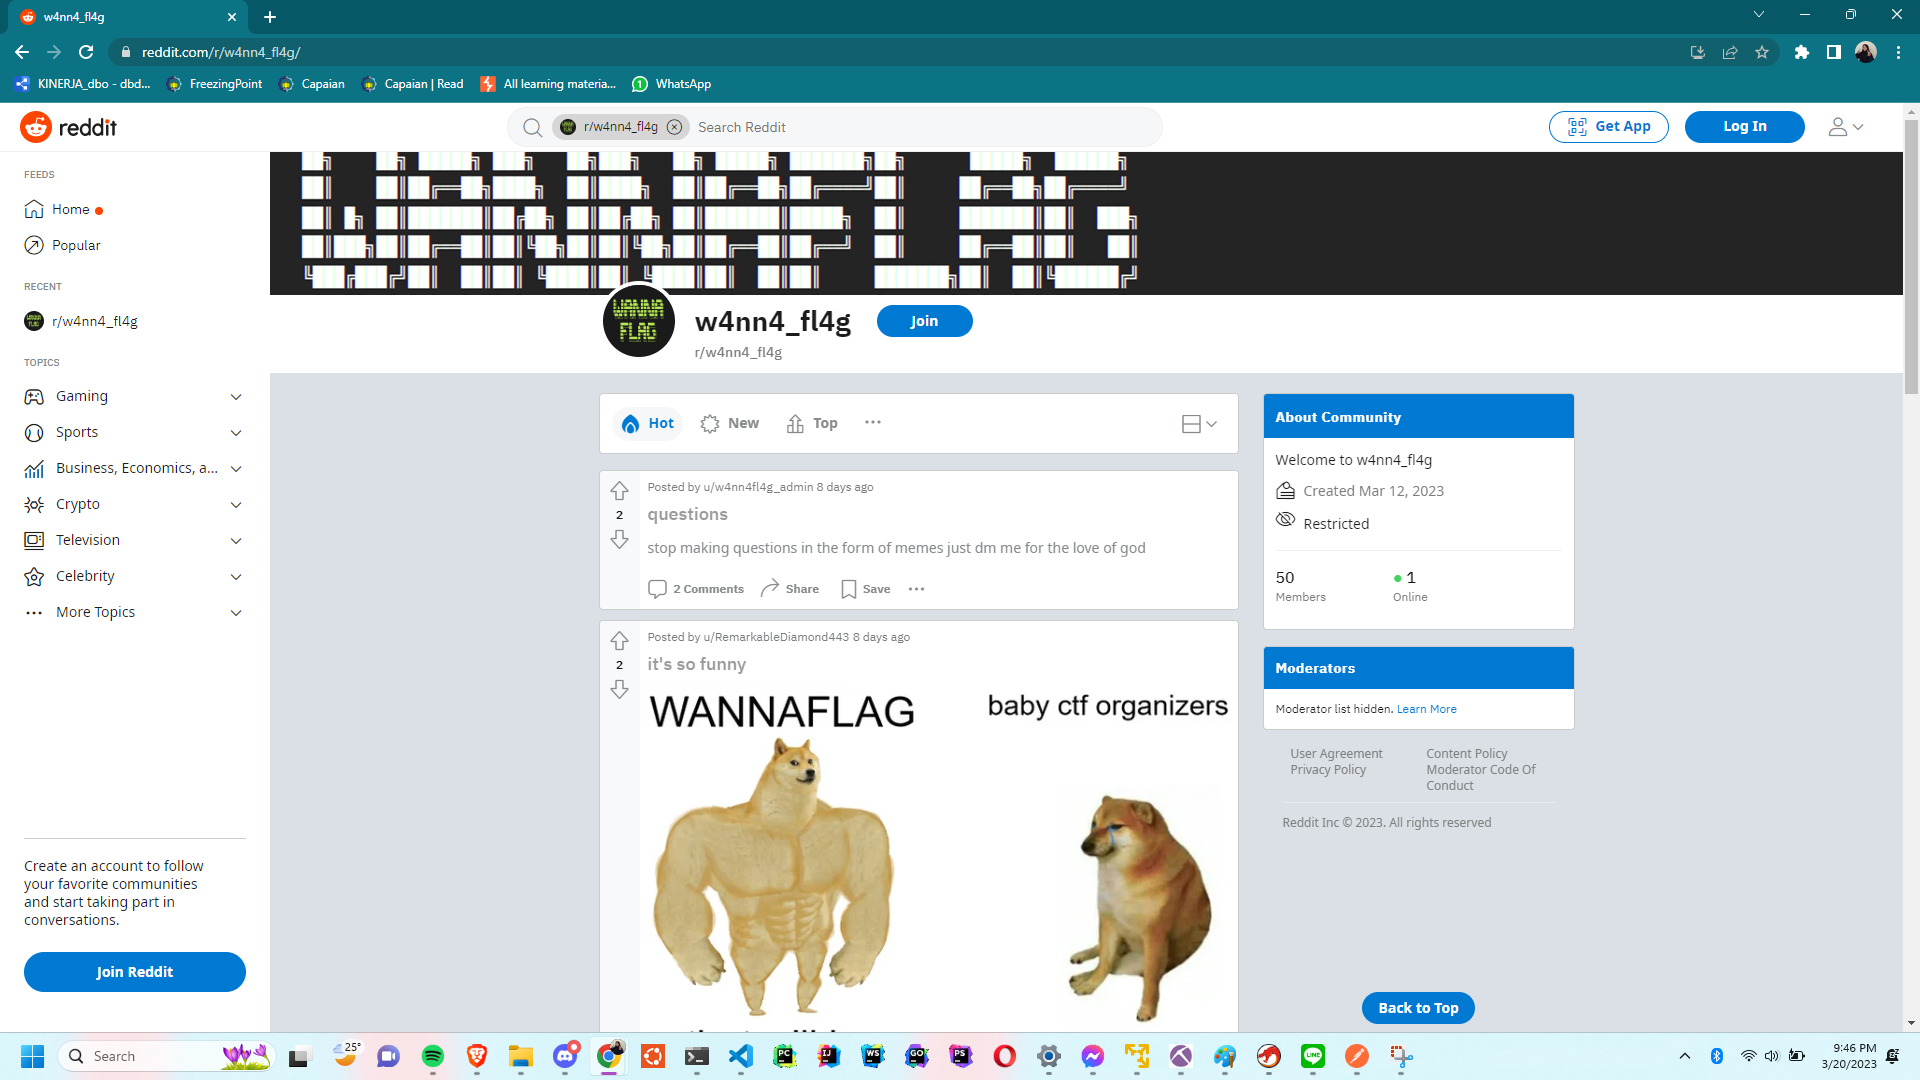 w4nn4_fl4g
reddit.com/r/w4nn4_fl4g/
KINERJA_dbo - dbd... FreezingPoint Capaian Capaian | Read All learning materia... WhatsApp
reddit r/w4nn4_fl4g Search Reddit Get App Log In
FEEDS
Home
Popular
RECENT
r/w4nn4_fl4g
TOPICS
Gaming
Sports
Business, Economics, a...
Crypto
Television
Celebrity
More Topics
Create an account to follow
your favorite communities
and start taking part in
conversations.
Join Reddit
WANNAFLAG
WANNA
FLAG
w4nn4_fl4g Join
r/w4nn4_fl4g
Hot New Top
Posted by u/w4nn4fl4g_admin 8 days ago
2
questions
stop making questions in the form of memes just dm me for the love of god
2 Comments Share Save
Posted by u/RemarkableDiamond443 8 days ago
2
it's so funny
WANNAFLAG baby ctf organizers
About Community
Welcome to w4nn4_fl4g
Created Mar 12, 2023
Restricted
50 1
Members Online
Moderators
Moderator list hidden. Learn More
User Agreement Content Policy
Privacy Policy Moderator Code Of
Conduct
Reddit Inc © 2023. All rights reserved
Back to Top
Search 25° 9:46 PM
3/20/2023